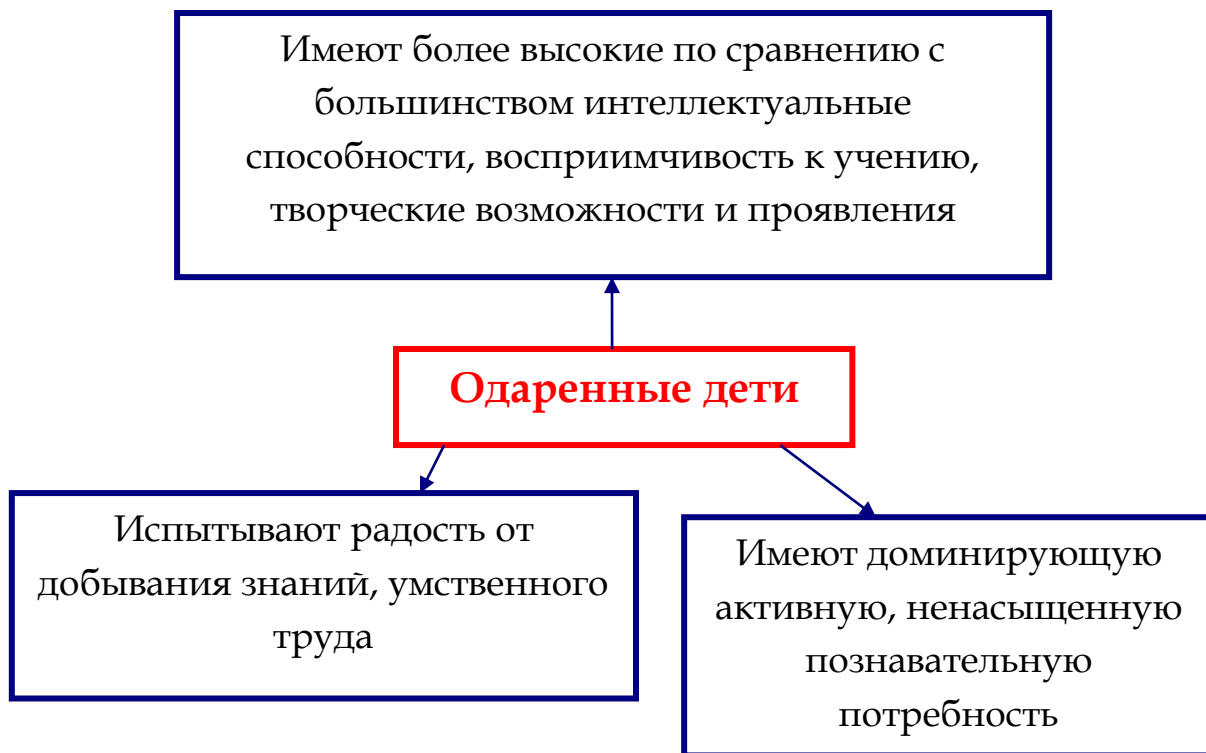 Имеют более высокие по сравнению с
большинством интеллектуальные
способности, восприимчивость к учению,
творческие возможности и проявления
Одаренные дети
Испытывают радость от
добывания знаний, умственного
труда
Имеют доминирующую
активную, ненасыщенную
познавательную
потребность